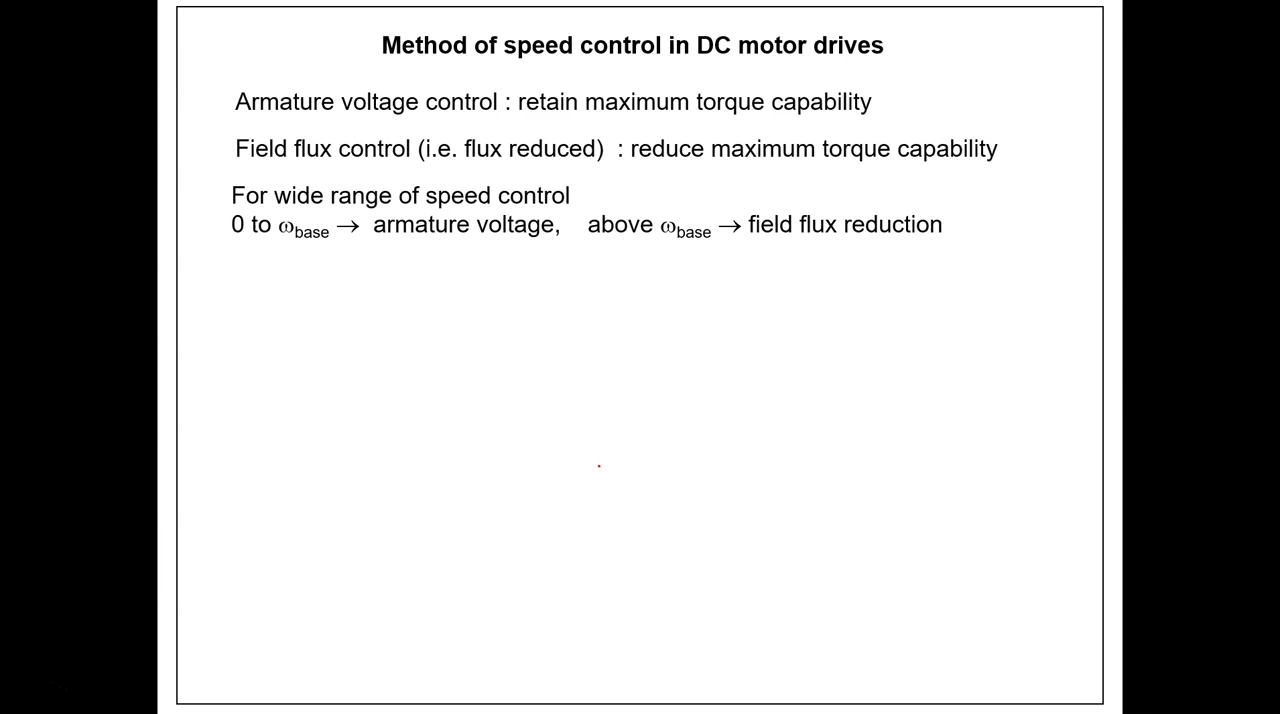 Method of speed control in DC motor drives
Armature voltage control : retain maximum torque capability
Field flux control (i.e. flux reduced) : reduce maximum torque capability
For wide range of speed control
0 to ωbase → armature voltage, above ωbase → field flux reduction